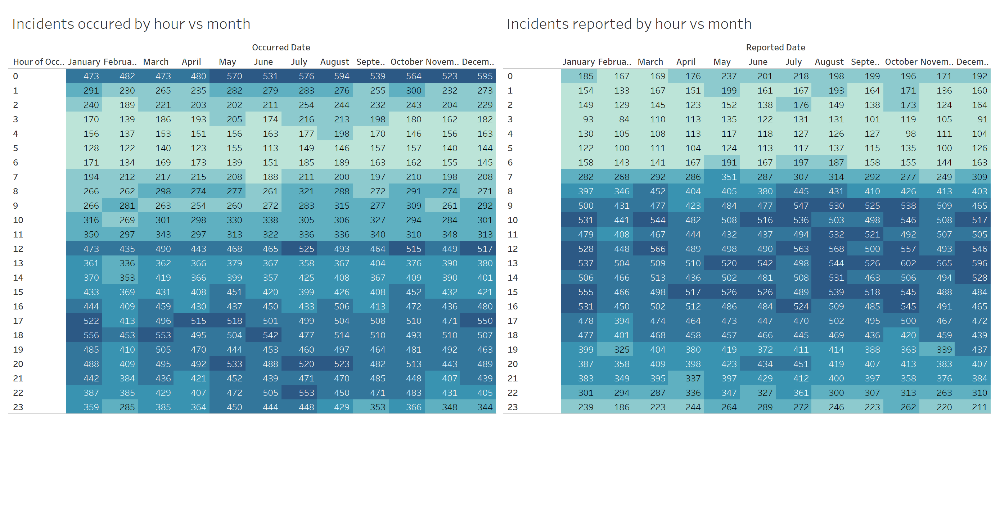 Incidents occured by hour vs month
Occurred Date
Hour of Occ.. January Februa.. March April May June July August Septe.. October Novem.. Decem..
0 473 482 473 480 570 531 576 594 539 564 523 595
1 291 230 265 235 282 279 283 276 255 300 232 273
2 240 189 221 203 202 211 254 244 232 243 204 229
3 170 139 186 193 205 174 216 213 198 180 162 182
4 156 137 153 151 156 163 177 198 170 146 156 163
5 128 122 140 123 155 113 149 146 157 157 140 144
6 171 134 169 173 139 151 185 189 163 162 155 145
7 194 212 217 215 208 188 211 200 197 210 198 208
8 266 262 298 274 277 261 321 288 272 291 274 271
9 266 281 263 254 260 272 283 315 277 309 261 292
10 316 269 301 298 330 338 305 306 327 294 284 301
11 350 297 343 297 313 322 336 336 340 310 348 313
12 473 435 490 443 468 465 525 493 464 515 449 517
13 361 336 362 366 379 367 358 367 404 376 390 380
14 370 353 419 366 399 357 425 408 367 409 390 401
15 433 369 431 408 451 420 399 426 408 452 432 421
16 444 409 459 430 437 450 433 506 413 472 436 480
17 522 413 496 515 518 501 499 504 508 510 471 550
18 556 453 553 495 504 542 477 514 510 493 510 507
19 485 410 505 470 444 453 460 497 464 481 492 463
20 488 409 495 492 533 488 520 523 482 513 443 489
21 442 384 436 421 452 439 471 470 485 448 407 439
22 387 385 429 407 472 505 553 450 471 483 431 405
23 359 285 385 364 450 444 448 429 353 366 348 344
Incidents reported by hour vs month
Reported Date
January Februa.. March April May June July August Septe.. October Novem.. Decem..
0 185 167 169 176 237 201 218 198 199 196 171 192
1 154 133 167 151 199 161 167 193 164 171 136 160
2 149 129 145 123 152 138 176 149 138 173 124 164
3 93 84 110 113 135 122 131 131 101 119 105 91
4 130 105 108 113 117 118 127 126 127 98 111 104
5 122 100 111 104 124 113 117 137 115 135 100 126
6 158 143 141 167 191 167 197 187 158 155 144 163
7 282 268 292 286 351 287 307 314 292 277 249 309
8 397 346 452 404 405 380 445 431 410 426 413 403
9 500 431 477 423 484 477 547 530 525 538 509 465
10 531 441 544 482 508 516 536 503 498 546 508 517
11 479 408 467 444 432 437 494 532 521 492 507 505
12 528 448 566 489 498 490 563 568 500 557 493 546
13 537 504 509 510 520 542 498 544 526 602 565 596
14 506 466 513 436 502 481 508 531 463 506 494 528
15 555 466 498 517 526 526 489 539 518 545 488 484
16 531 450 502 512 486 484 524 509 485 545 491 465
17 478 394 474 464 473 447 470 502 495 500 467 472
18 477 401 468 458 457 466 445 469 436 420 459 439
19 399 325 404 380 419 372 411 414 388 363 339 437
20 387 358 409 398 423 434 451 419 407 413 383 407
21 383 349 395 337 397 429 412 400 397 358 376 384
22 301 294 287 336 347 327 361 300 307 313 263 310
23 239 186 223 244 264 289 272 246 223 262 220 211